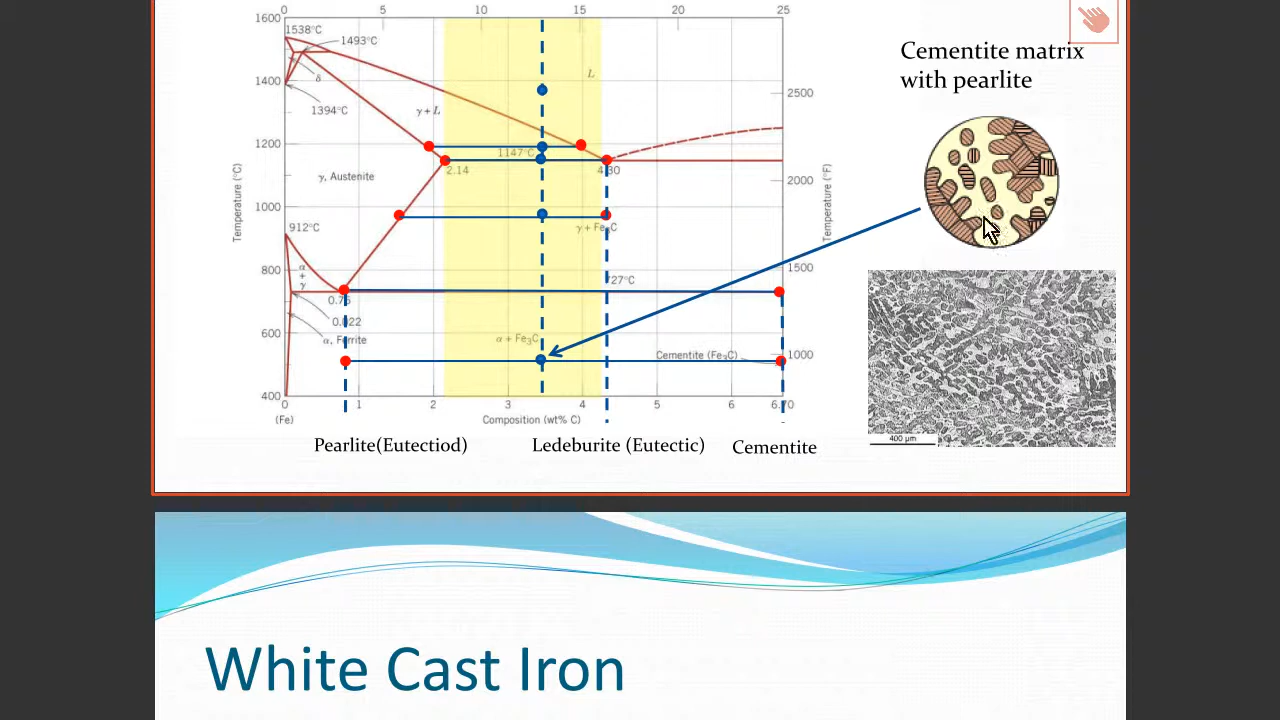 0 5 10 15 20 25
1600
1538°C
1493°C
δ
1400
1394°C
L
γ + L
2500
1200
1147°C
2.14
4.30
γ, Austenite
2000
1000
Temperature (°C)
Temperature (°F)
912°C
γ + Fe3C
800
α
+
γ
1500
727°C
0.76
0.022
600
α, Ferrite
α + Fe3C
Cementite (Fe3C)
1000
400
0 1 2 3 4 5 6 6.70
(Fe)
Composition (wt% C)
Pearlite(Eutectiod)
Ledeburite (Eutectic)
Cementite
Cementite matrix
with pearlite
400 μm
White Cast Iron